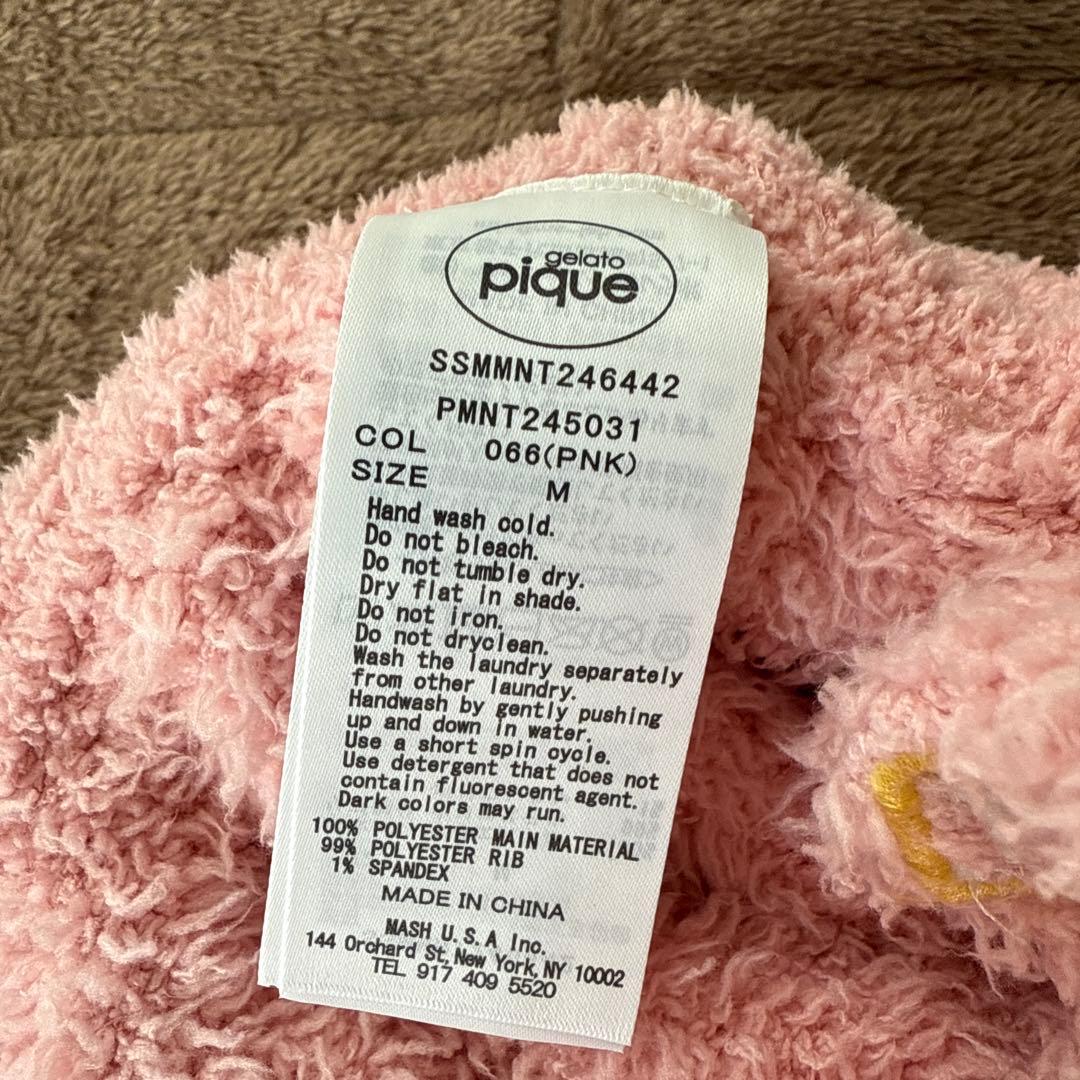 gelato
pique
SSMMNT246442
PMNT245031
COL 066(PNK)
SIZE M
Hand wash cold.
Do not bleach.
Do not tumble dry.
Dry flat in shade.
Do not iron.
Do not dryclean.
Wash the laundry separately
from other laundry.
Handwash by gently pushing
up and down in water.
Use a short spin cycle.
Use detergent that does not
contain fluorescent agent.
Dark colors may run.
100% POLYESTER MAIN MATERIAL
99% POLYESTER RIB
1% SPANDEX
MADE IN CHINA
MASH U.S.A Inc.
144 Orchard St, New York, NY 10002
TEL 917 409 5520